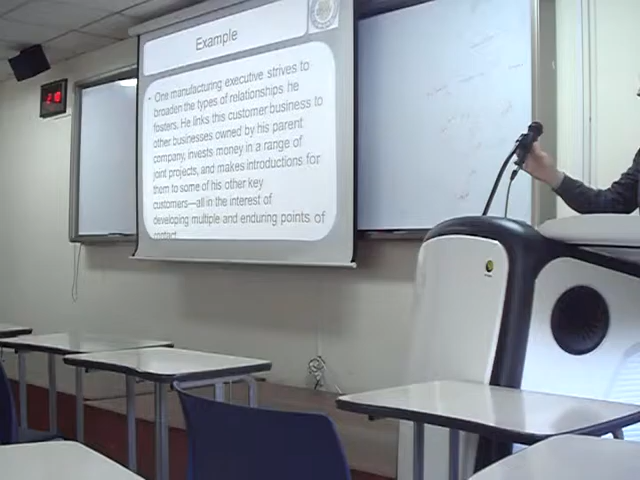 Example
• One manufacturing executive strives to
broaden the types of relationships he
fosters. He links this customer business to
other businesses owned by his parent
company, invests money in a range of
joint projects, and makes introductions for
them to some of his other key
customers—all in the interest of
developing multiple and enduring points of
contact.